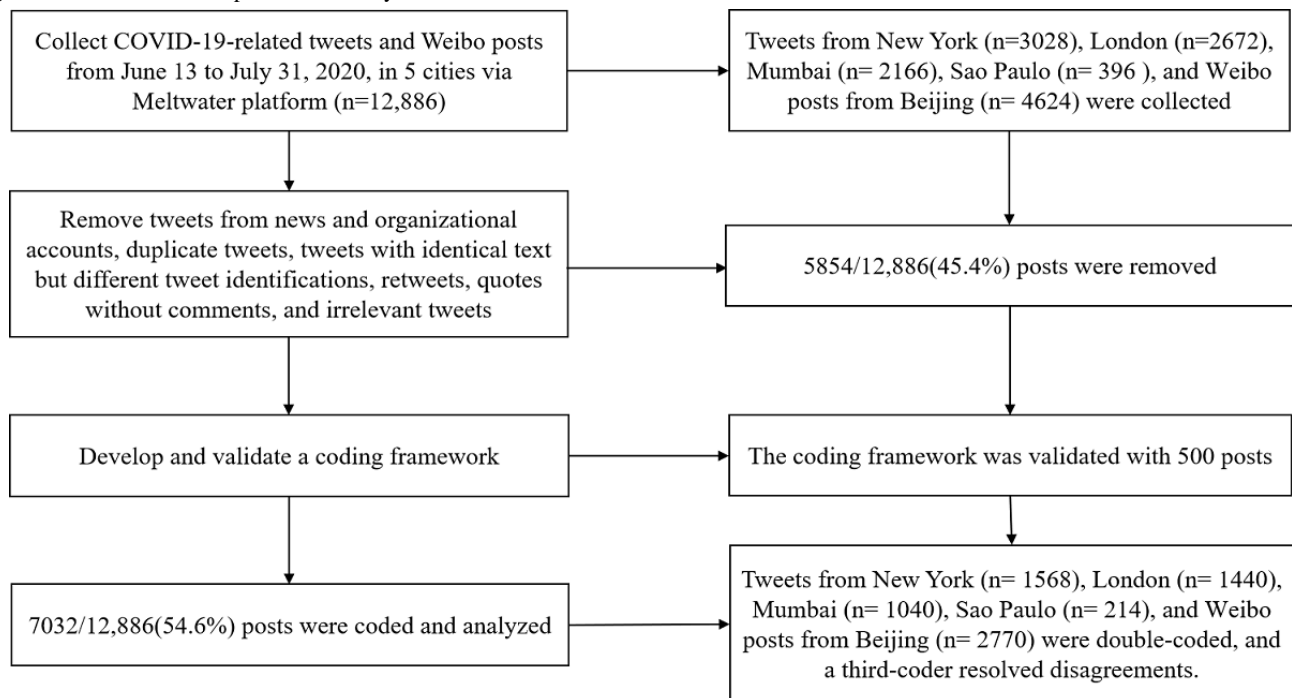 Collect COVID-19-related tweets and Weibo posts
from June 13 to July 31, 2020, in 5 cities via
Meltwater platform (n=12,886)
Tweets from New York (n=3028), London (n=2672),
Mumbai (n= 2166), Sao Paulo (n= 396 ), and Weibo
posts from Beijing (n= 4624) were collected
Remove tweets from news and organizational
accounts, duplicate tweets, tweets with identical text
but different tweet identifications, retweets, quotes
without comments, and irrelevant tweets
5854/12,886(45.4%) posts were removed
Develop and validate a coding framework
The coding framework was validated with 500 posts
7032/12,886(54.6%) posts were coded and analyzed
Tweets from New York (n= 1568), London (n= 1440),
Mumbai (n= 1040), Sao Paulo (n= 214), and Weibo
posts from Beijing (n= 2770) were double-coded, and
a third-coder resolved disagreements.